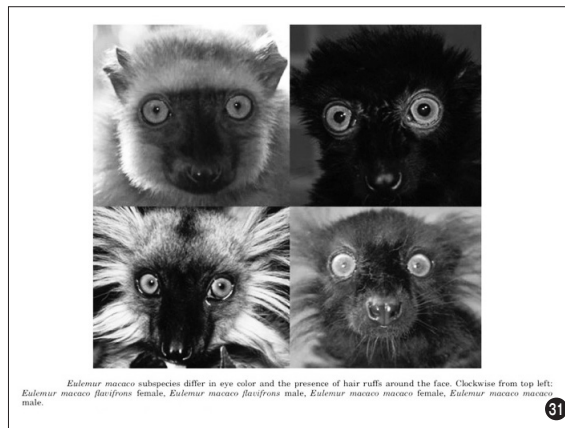 Eulemur macaco subspecies differ in eye color and the presence of hair ruffs around the face. Clockwise from top left:
Eulemur macaco flavifrons female, Eulemur macaco flavifrons male, Eulemur macaco macaco female, Eulemur macaco macaco
male.
31